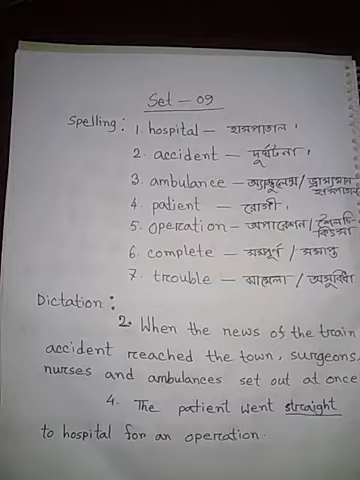 Set - 09
Spelling : 1. hospital - হাসপাতাল ।
2. accident - দুর্ঘটনা ।
3. ambulance - অ্যাম্বুলেন্স / ভ্রাম্যমান হাসপাতাল
4. patient - রোগী ।
5. operation - অপারেশন /
6. complete - সম্পূর্ণ / সমাপ্ত
7. trouble - ঝামেলা / অসুবিধা
Dictation :
2. When the news of the train
accident reached the town, surgeons,
nurses and ambulances set out at once
4. The patient went straight
to hospital for an operation.